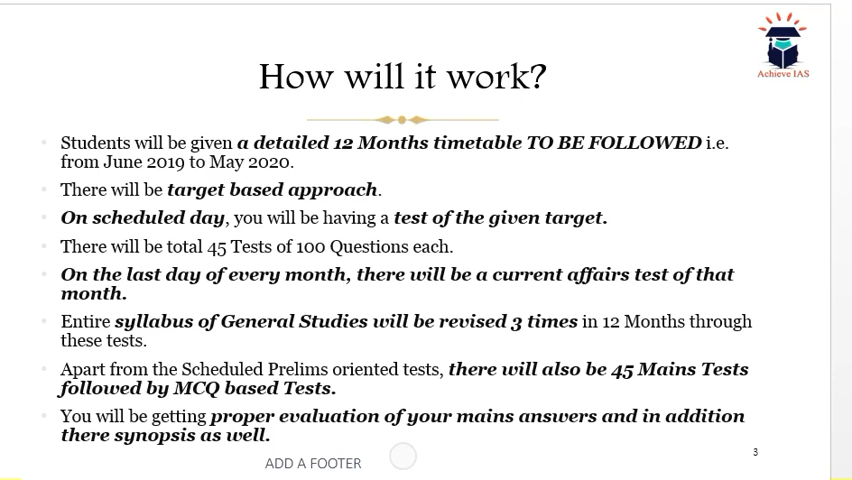 Achieve IAS
How will it work?
Students will be given a detailed 12 Months timetable TO BE FOLLOWED i.e.
from June 2019 to May 2020.
There will be target based approach.
On scheduled day, you will be having a test of the given target.
There will be total 45 Tests of 100 Questions each.
On the last day of every month, there will be a current affairs test of that
month.
Entire syllabus of General Studies will be revised 3 times in 12 Months through
these tests.
Apart from the Scheduled Prelims oriented tests, there will also be 45 Mains Tests
followed by MCQ based Tests.
You will be getting proper evaluation of your mains answers and in addition
there synopsis as well.
3
ADD A FOOTER